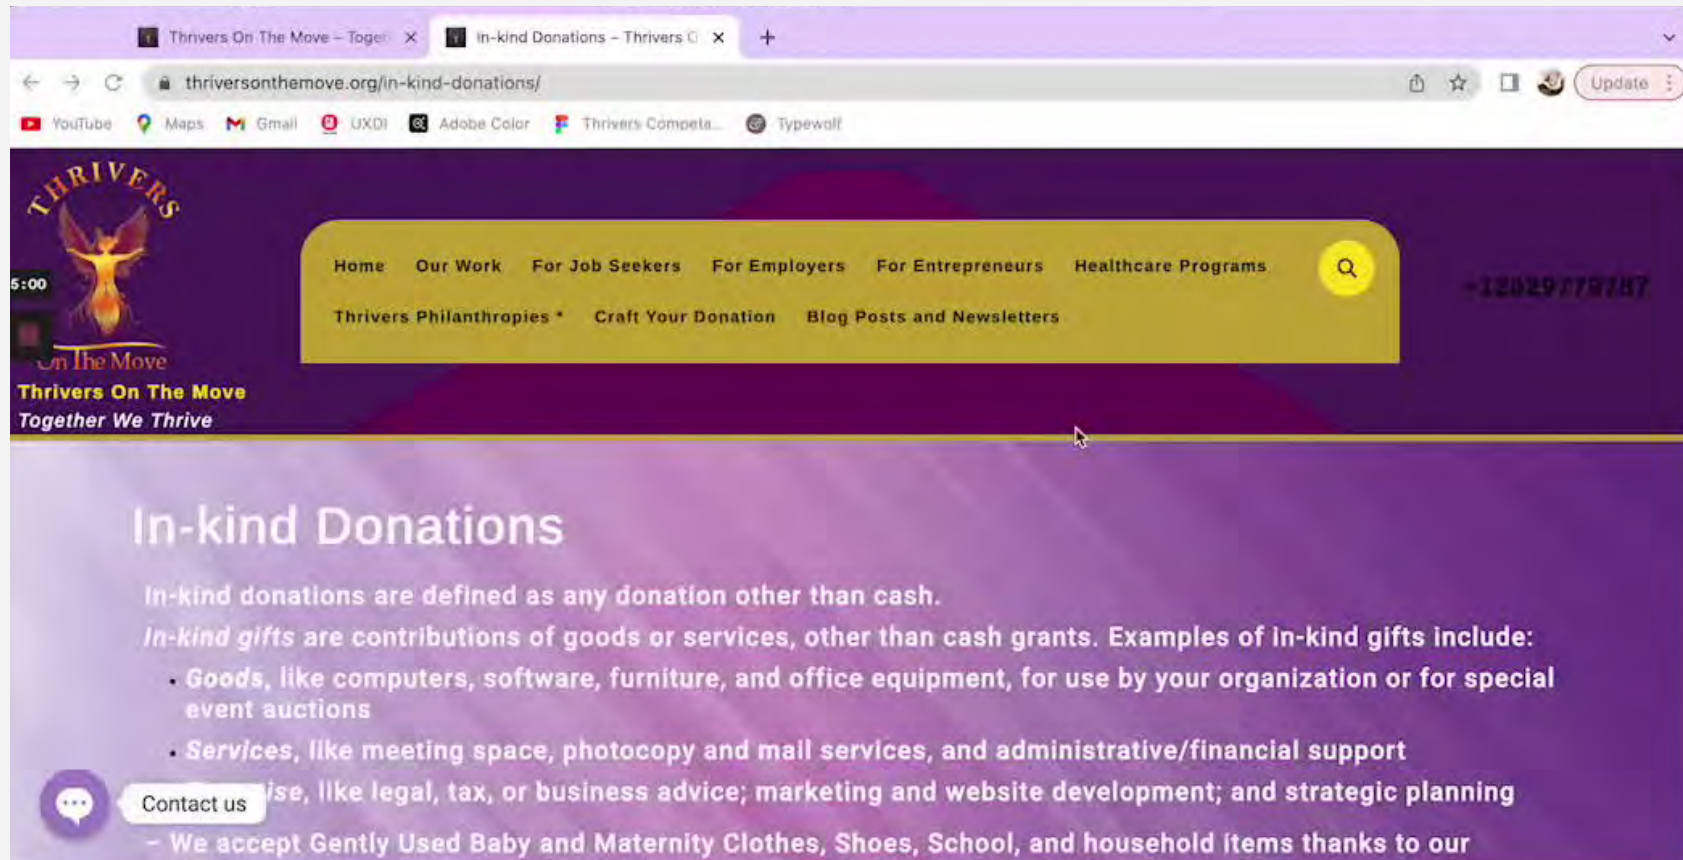 Thrivers On The Move – Toge
In-kind Donations – Thrivers O
thriversonthemove.org/in-kind-donations/
Update
YouTube
Maps
Gmail
UXDI
Adobe Color
Thrivers Competa...
Typewolf
THRIVERS
On The Move
5:00
Thrivers On The Move
Together We Thrive
Home Our Work For Job Seekers For Employers For Entrepreneurs Healthcare Programs
Thrivers Philanthropies * Craft Your Donation Blog Posts and Newsletters
+12029779787
In-kind Donations
In-kind donations are defined as any donation other than cash.
In-kind gifts are contributions of goods or services, other than cash grants. Examples of in-kind gifts include:
• Goods, like computers, software, furniture, and office equipment, for use by your organization or for special
event auctions
• Services, like meeting space, photocopy and mail services, and administrative/financial support
ise, like legal, tax, or business advice; marketing and website development; and strategic planning
Contact us
– We accept Gently Used Baby and Maternity Clothes, Shoes, School, and household items thanks to our